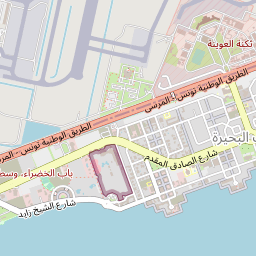 ثكنة العوينة
الطريق الوطنية تونس - المرسى
الطريق الوطنية تونس - المر
البحيرة
شارع الصادق المقدم
باب الخضراء، وسط
شارع الشيخ زايد